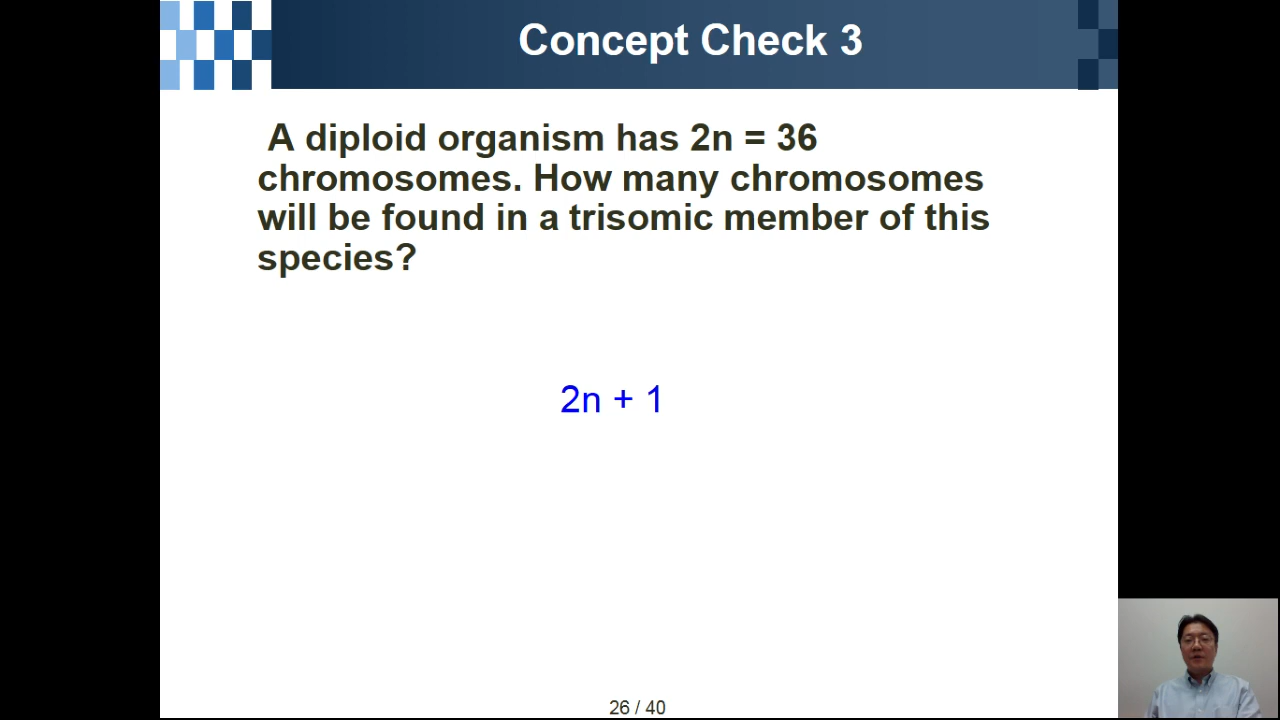 Concept Check 3
A diploid organism has 2n = 36
chromosomes. How many chromosomes
will be found in a trisomic member of this
species?
2n + 1
26 / 40